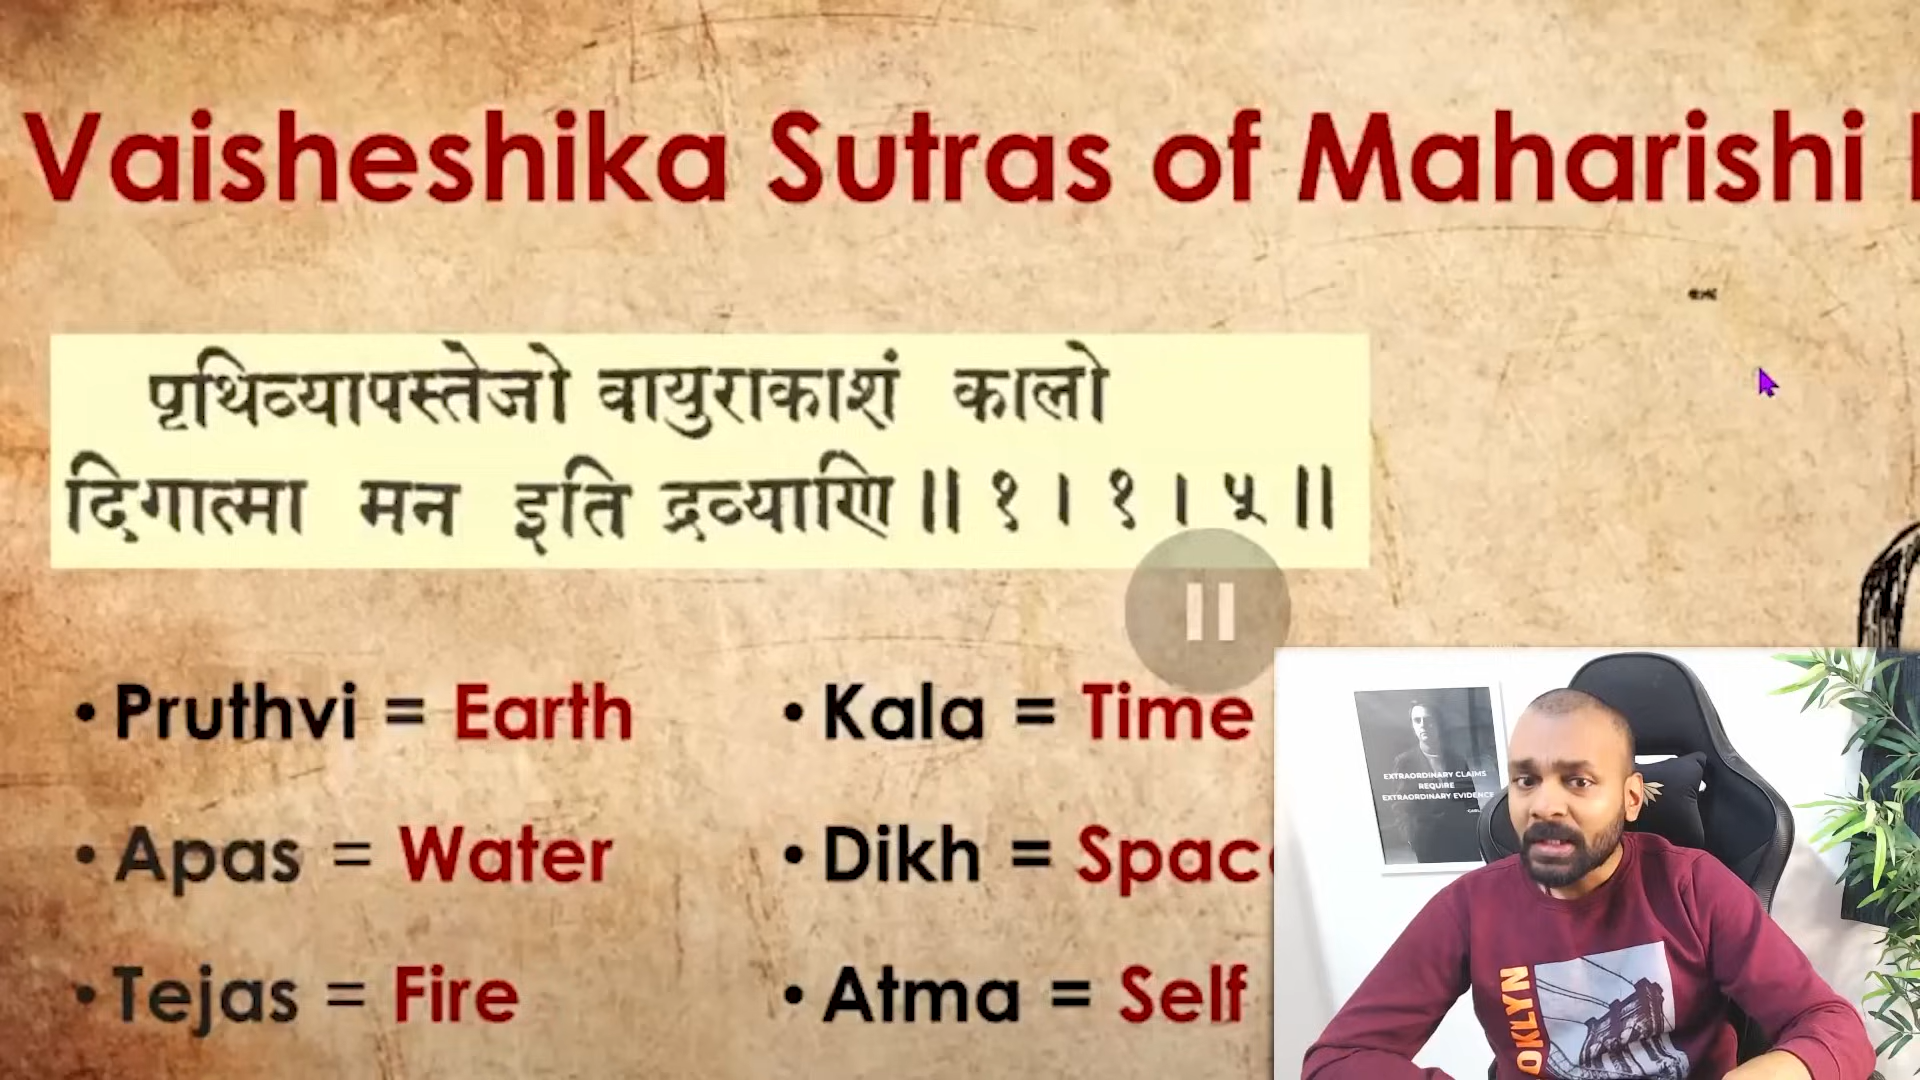 Vaisheshika Sutras of Maharishi
पृथिव्यापस्तेजो वायुराकाशं कालो
दिगात्मा मन इति द्रव्याणि ॥ १ । १ । ५ ॥
• Pruthvi = Earth
• Kala = Time
• Apas = Water
• Dikh = Spac
• Tejas = Fire
• Atma = Self
EXTRAORDINARY CLAIMS
REQUIRE
EXTRAORDINARY EVIDENCE
OKLYN